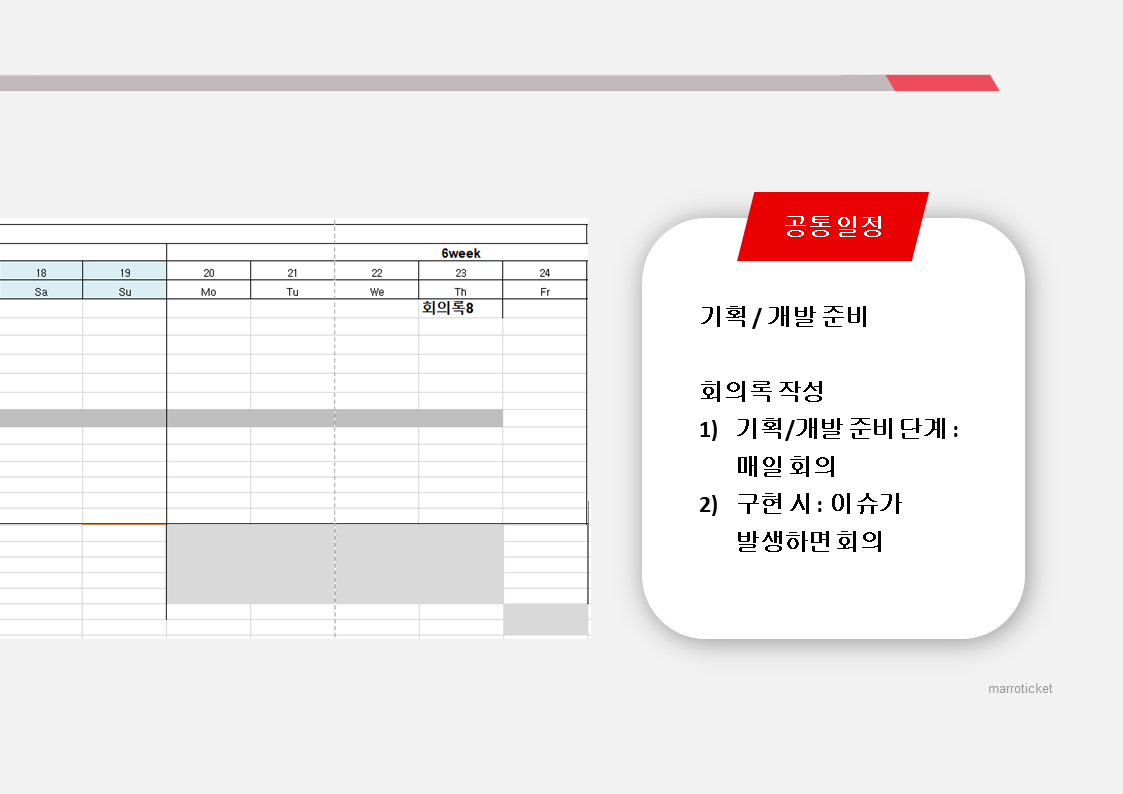 6week
18 19 20 21 22 23 24
Sa Su Mo Tu We Th Fr
회의록8
공통일정
기획 / 개발 준비
회의록 작성
1) 기획/개발 준비 단계 :
매일 회의
2) 구현 시 : 이슈가
발생하면 회의
marroticket